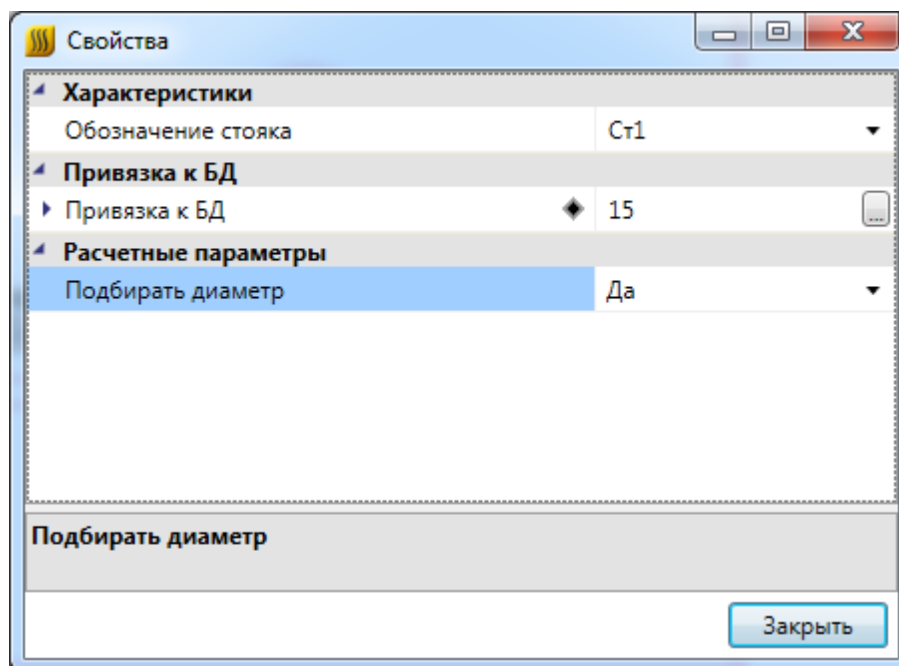 Свойства
Характеристики
Обозначение стояка Ст1
Привязка к БД
Привязка к БД 15 ...
Расчетные параметры
Подбирать диаметр Да
Подбирать диаметр
Закрыть